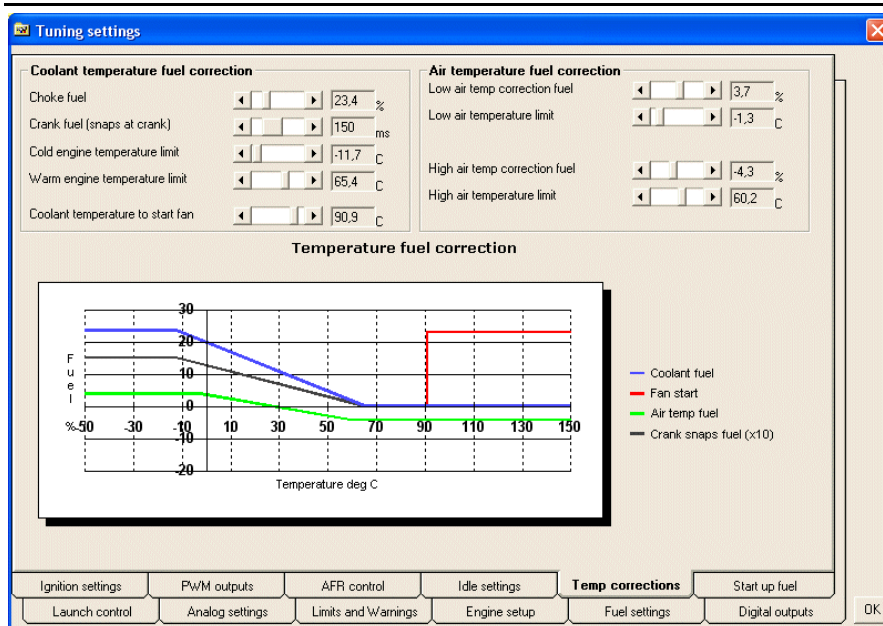 Tuning settings
Coolant temperature fuel correction
Choke fuel 23,4 %
Crank fuel (snaps at crank) 150 ms
Cold engine temperature limit -11,7 C
Warm engine temperature limit 65,4 C
Coolant temperature to start fan 90,9 C
Air temperature fuel correction
Low air temp correction fuel 3,7 %
Low air temperature limit -1,3 C
High air temp correction fuel -4,3 %
High air temperature limit 60,2 C
Temperature fuel correction
30
20
10
0
-10
-20
Fuel %
-50 -30 -10 10 30 50 70 90 110 130 150
Temperature deg C
Coolant fuel
Fan start
Air temp fuel
Crank snaps fuel (x10)
Ignition settings PWM outputs AFR control Idle settings Temp corrections Start up fuel
Launch control Analog settings Limits and Warnings Engine setup Fuel settings Digital outputs OK